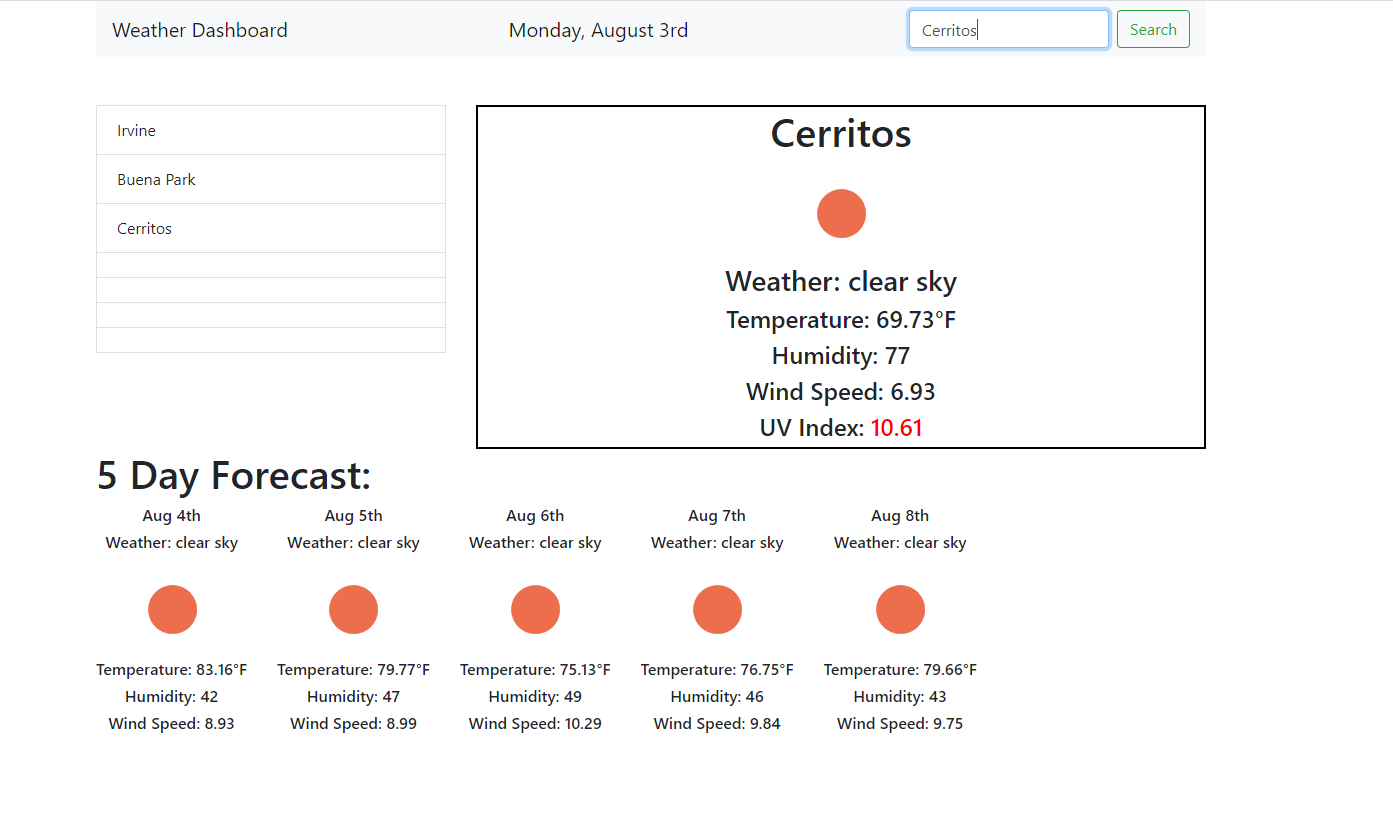 Weather Dashboard Monday, August 3rd Cerritos Search
Irvine
Buena Park
Cerritos
Cerritos
Weather: clear sky
Temperature: 69.73°F
Humidity: 77
Wind Speed: 6.93
UV Index: 10.61
5 Day Forecast:
Aug 4th Aug 5th Aug 6th Aug 7th Aug 8th
Weather: clear sky Weather: clear sky Weather: clear sky Weather: clear sky Weather: clear sky
Temperature: 83.16°F Temperature: 79.77°F Temperature: 75.13°F Temperature: 76.75°F Temperature: 79.66°F
Humidity: 42 Humidity: 47 Humidity: 49 Humidity: 46 Humidity: 43
Wind Speed: 8.93 Wind Speed: 8.99 Wind Speed: 10.29 Wind Speed: 9.84 Wind Speed: 9.75